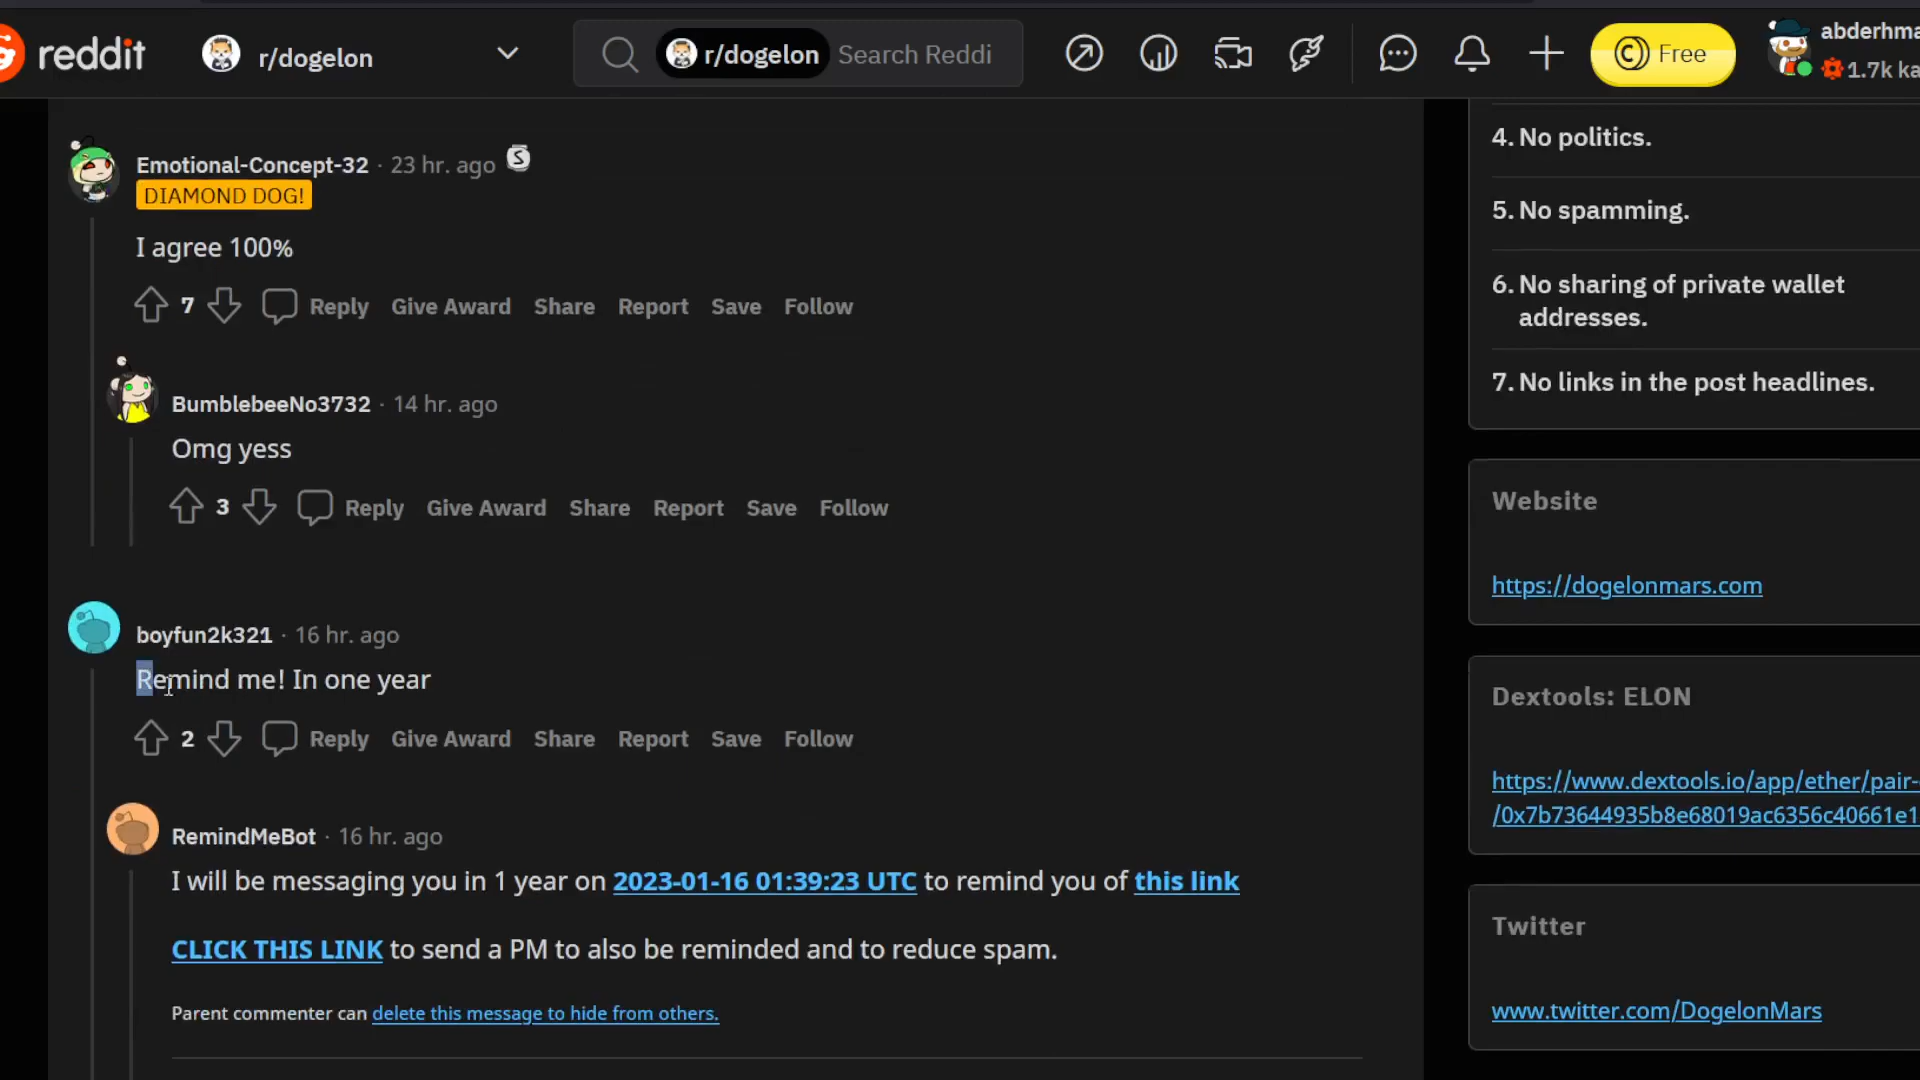 reddit r/dogelon r/dogelon Search Reddi Free abderhma
1.7k ka
Emotional-Concept-32 · 23 hr. ago
DIAMOND DOG!
I agree 100%
7 Reply Give Award Share Report Save Follow
BumblebeeNo3732 · 14 hr. ago
Omg yess
3 Reply Give Award Share Report Save Follow
boyfun2k321 · 16 hr. ago
Remind me! In one year
2 Reply Give Award Share Report Save Follow
RemindMeBot · 16 hr. ago
I will be messaging you in 1 year on 2023-01-16 01:39:23 UTC to remind you of this link
CLICK THIS LINK to send a PM to also be reminded and to reduce spam.
Parent commenter can delete this message to hide from others.
4. No politics.
5. No spamming.
6. No sharing of private wallet
addresses.
7. No links in the post headlines.
Website
https://dogelonmars.com
Dextools: ELON
https://www.dextools.io/app/ether/pair-
/0x7b73644935b8e68019ac6356c40661e1
Twitter
www.twitter.com/DogelonMars